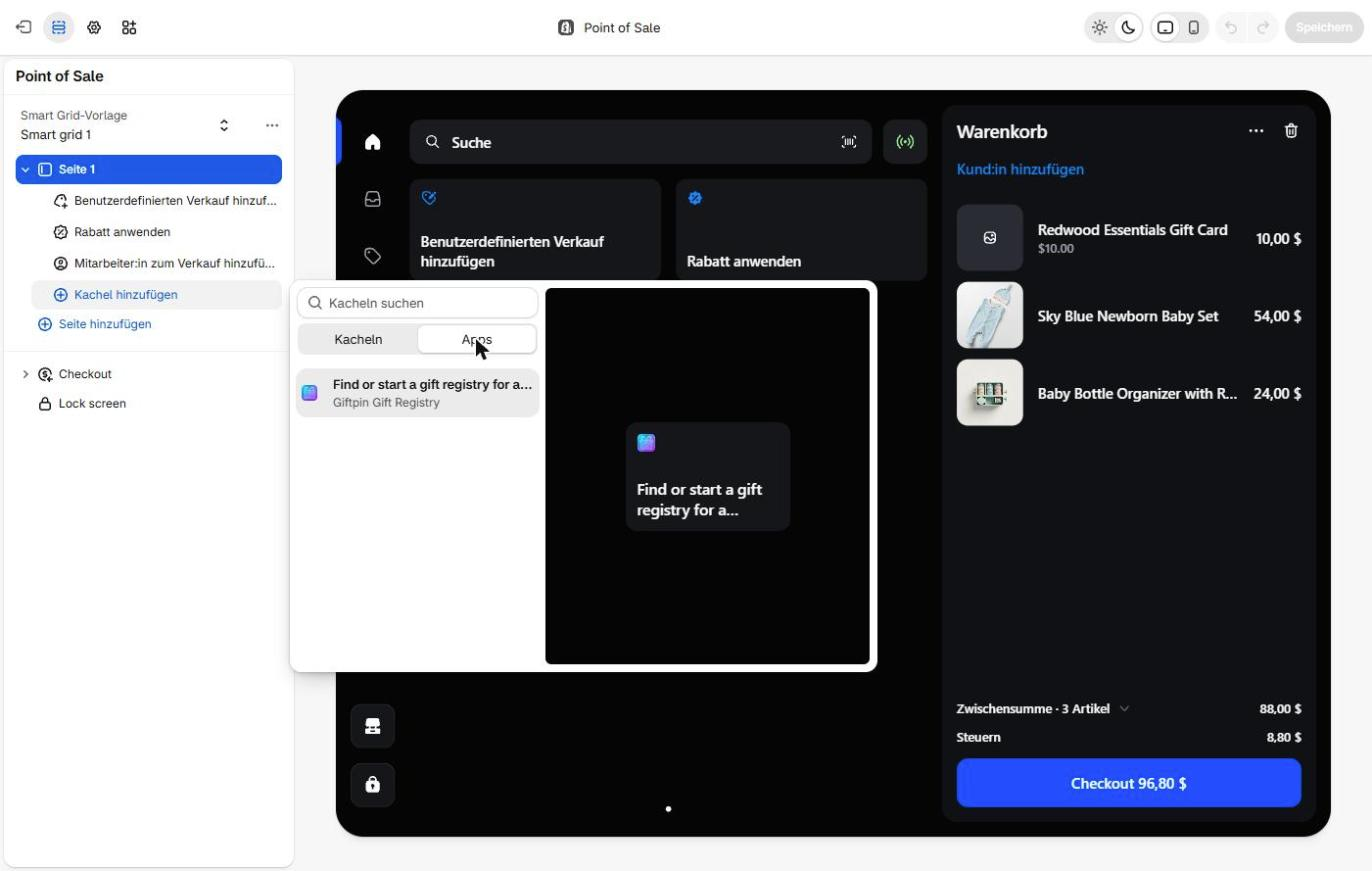 Point of Sale
Speichern
Point of Sale
Smart Grid-Vorlage
Smart grid 1
Seite 1
Benutzerdefinierten Verkauf hinzuf...
Rabatt anwenden
Mitarbeiter:in zum Verkauf hinzufü...
Kachel hinzufügen
Seite hinzufügen
Checkout
Lock screen
Suche
Benutzerdefinierten Verkauf
hinzufügen
Rabatt anwenden
Kacheln suchen
Kacheln
Apps
Find or start a gift registry for a...
Giftpin Gift Registry
Find or start a gift
registry for a...
Warenkorb
Kund:in hinzufügen
Redwood Essentials Gift Card
$10.00
10,00 $
Sky Blue Newborn Baby Set
54,00 $
Baby Bottle Organizer with R...
24,00 $
Zwischensumme · 3 Artikel
88,00 $
Steuern
8,80 $
Checkout 96,80 $